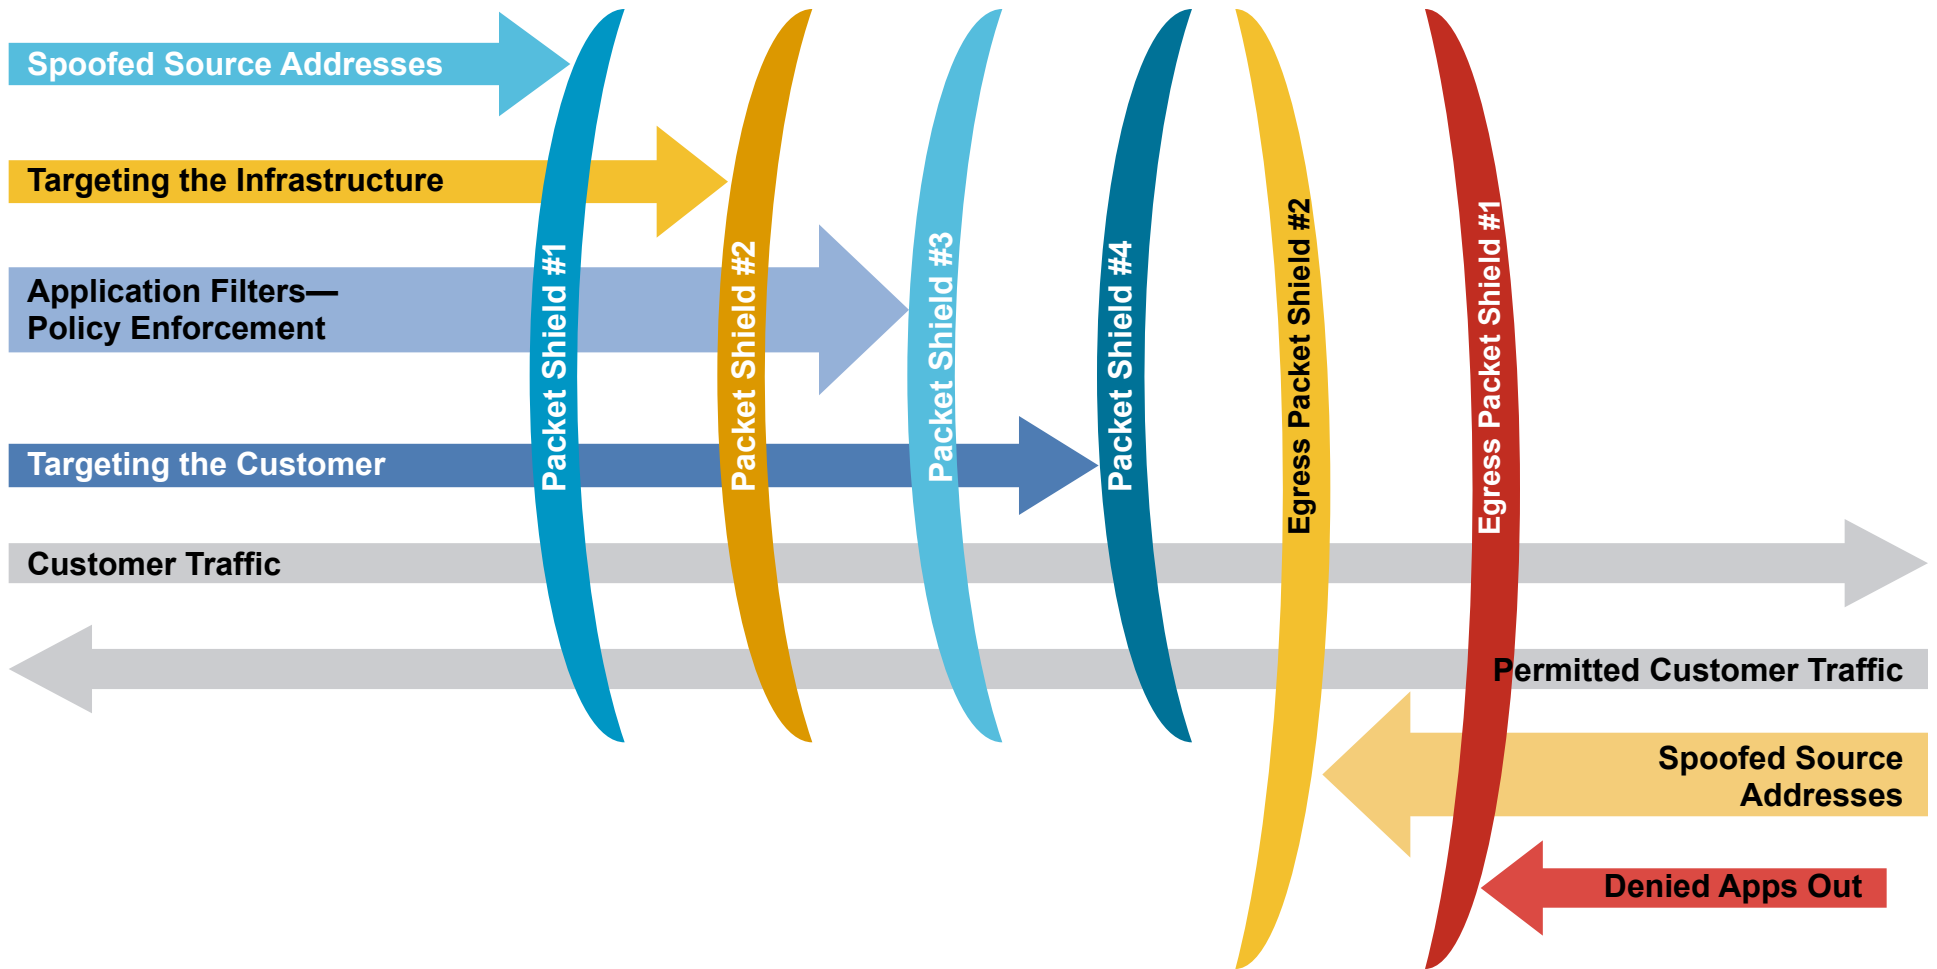 Spoofed Source Addresses
Targeting the Infrastructure
Application Filters—
Policy Enforcement
Targeting the Customer
Customer Traffic
Packet Shield #1
Packet Shield #2
Packet Shield #3
Packet Shield #4
Egress Packet Shield #2
Egress Packet Shield #1
Permitted Customer Traffic
Spoofed Source
Addresses
Denied Apps Out